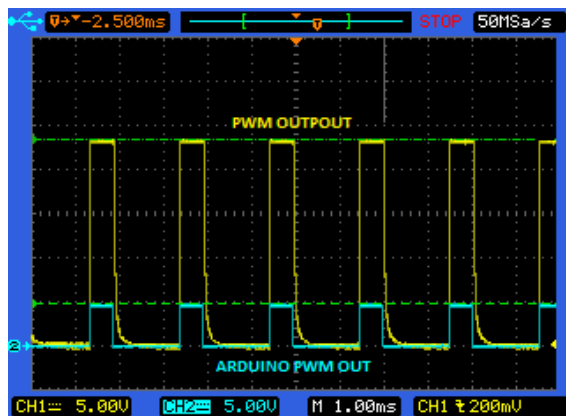 -2.500ms T STOP 50MSa/s
PWM OUTPOUT
2
ARDUINO PWM OUT
CH1 5.00V CH2 5.00V M 1.00ms CH1 200mV